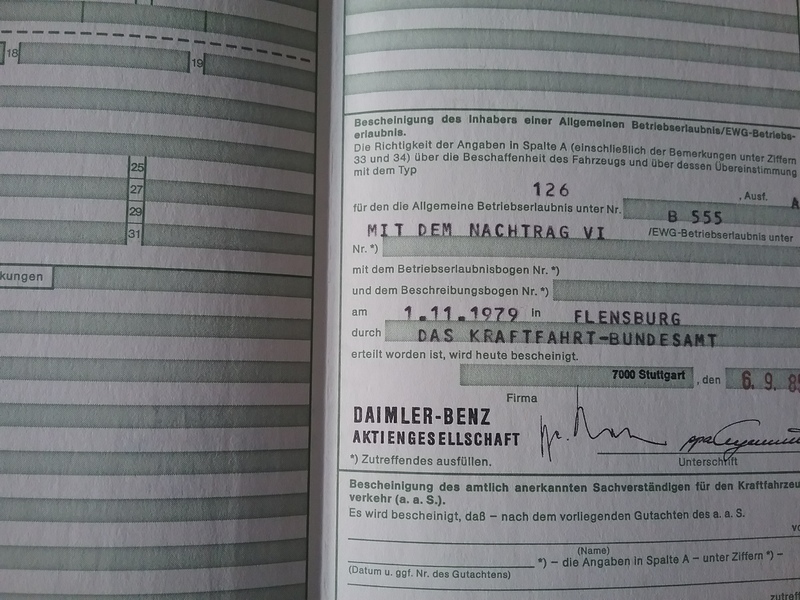 18
19
25
27
29
31
kungen
Bescheinigung des Inhabers einer Allgemeinen Betriebserlaubnis/EWG-Betriebs-
erlaubnis.
Die Richtigkeit der Angaben in Spalte A (einschließlich der Bemerkungen unter Ziffern
33 und 34) über die Beschaffenheit des Fahrzeugs und über dessen Übereinstimmung
mit dem Typ
126 , Ausf. A
für den die Allgemeine Betriebserlaubnis unter Nr. B 555
MIT DEM NACHTRAG VI /EWG-Betriebserlaubnis unter
Nr. *)
mit dem Betriebserlaubnisbogen Nr. *)
und dem Beschreibungsbogen Nr. *)
am 1.11.1979 in FLENSBURG
durch DAS KRAFTFAHRT-BUNDESAMT
erteilt worden ist, wird heute bescheinigt.
7000 Stuttgart , den 6. 9. 85
Firma
DAIMLER-BENZ
AKTIENGESELLSCHAFT
*) Zutreffendes ausfüllen. Unterschrift
Bescheinigung des amtlich anerkannten Sachverständigen für den Kraftfahrzeu
verkehr (a. a. S.).
Es wird bescheinigt, daß – nach dem vorliegenden Gutachten des a. a. S.
vo
(Name)
*) – die Angaben in Spalte A – unter Ziffern *) –
(Datum u. ggf. Nr. des Gutachtens)
zutreff